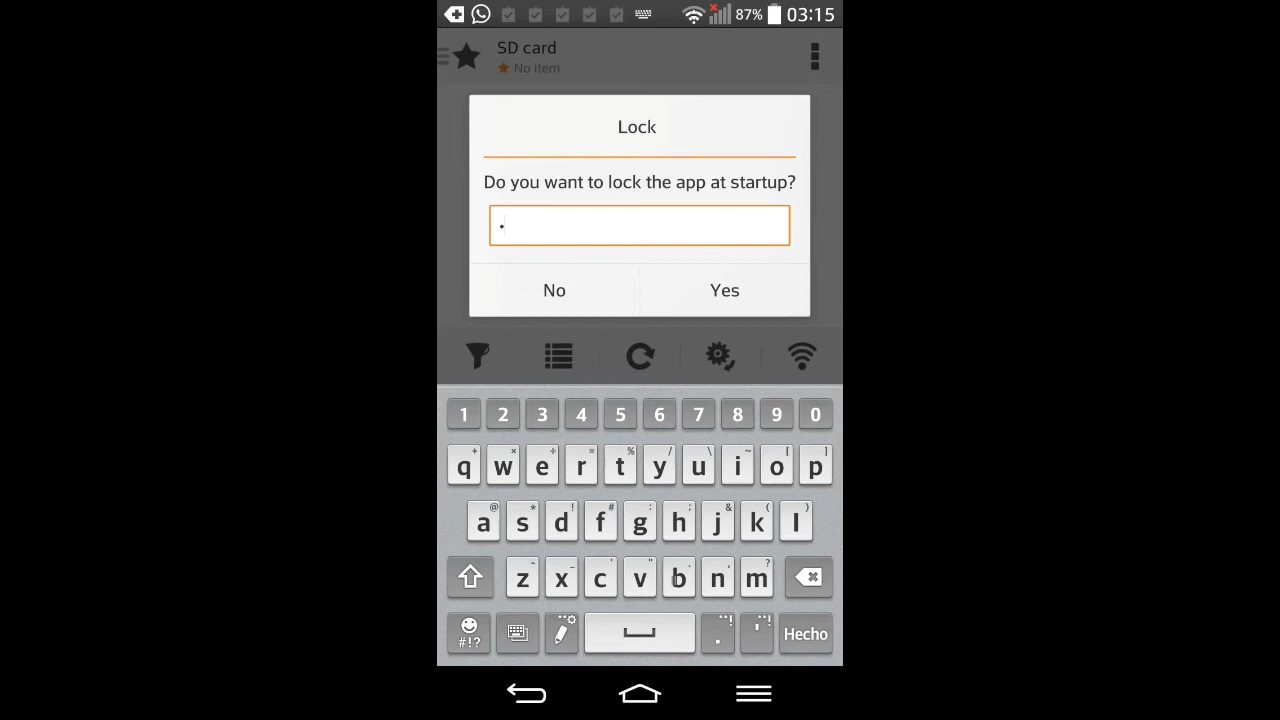 87% 03:15
SD card
No item
Lock
Do you want to lock the app at startup?
•
No Yes
1 2 3 4 5 6 7 8 9 0
+ × ÷ = % / \ ~ [ ]
q w e r t y u i o p
@ * ! # : ; & ( )
a s d f g h j k l
- _ ' " . , ?
z x c v b n m
#!? . ' Hecho